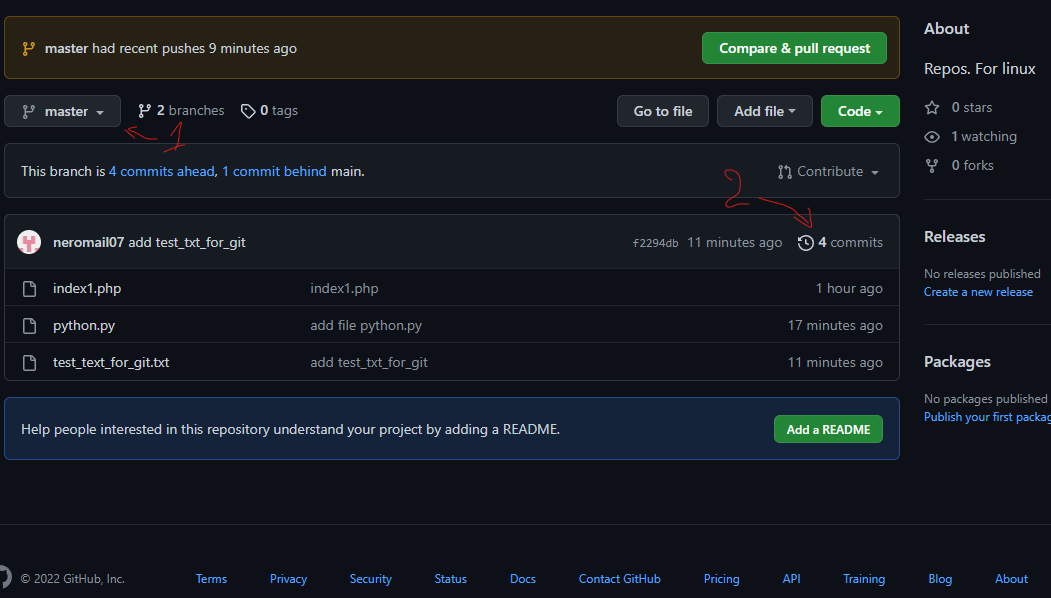 master had recent pushes 9 minutes ago
Compare & pull request
master
2 branches
0 tags
Go to file
Add file
Code
1
This branch is 4 commits ahead, 1 commit behind main.
Contribute
2
neromail07 add test_txt_for_git
f2294db 11 minutes ago
4 commits
index1.php index1.php 1 hour ago
python.py add file python.py 17 minutes ago
test_text_for_git.txt add test_txt_for_git 11 minutes ago
Help people interested in this repository understand your project by adding a README.
Add a README
About
Repos. For linux
0 stars
1 watching
0 forks
Releases
No releases published
Create a new release
Packages
No packages published
Publish your first packag
© 2022 GitHub, Inc.
Terms
Privacy
Security
Status
Docs
Contact GitHub
Pricing
API
Training
Blog
About